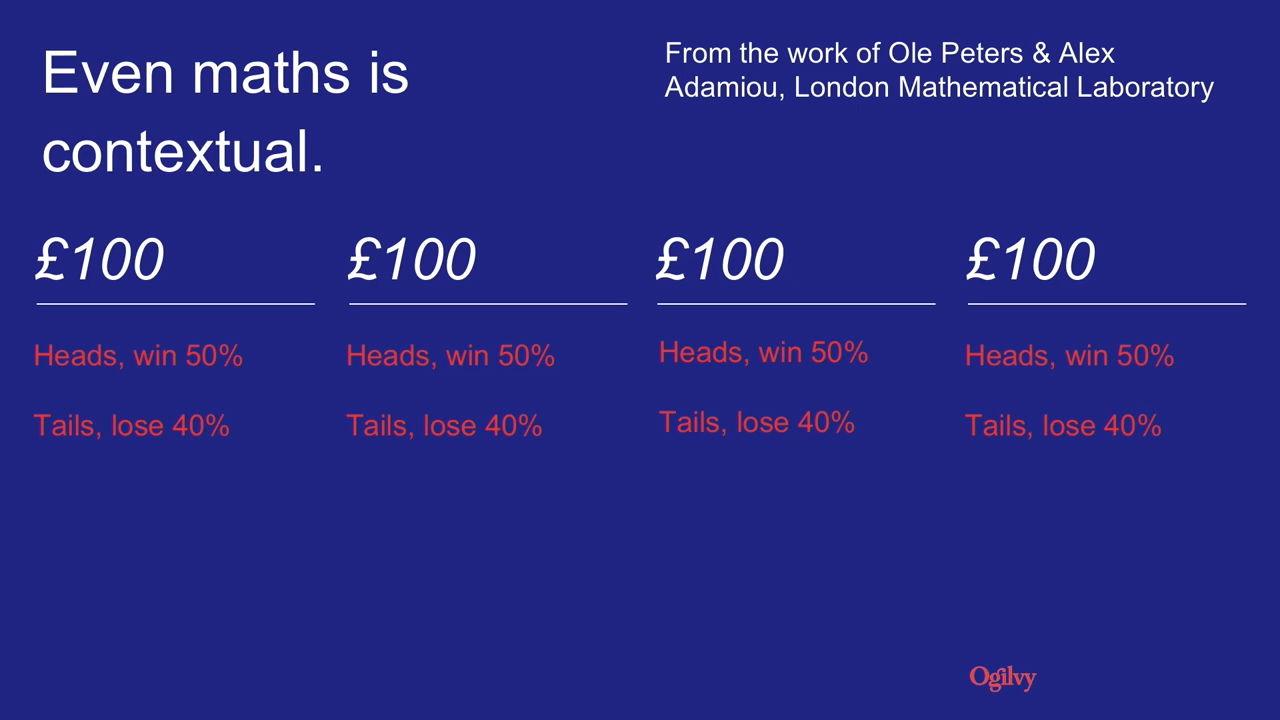 Even maths is
contextual.
From the work of Ole Peters & Alex
Adamiou, London Mathematical Laboratory
£100
Heads, win 50%
Tails, lose 40%
£100
Heads, win 50%
Tails, lose 40%
£100
Heads, win 50%
Tails, lose 40%
£100
Heads, win 50%
Tails, lose 40%
Ogilvy